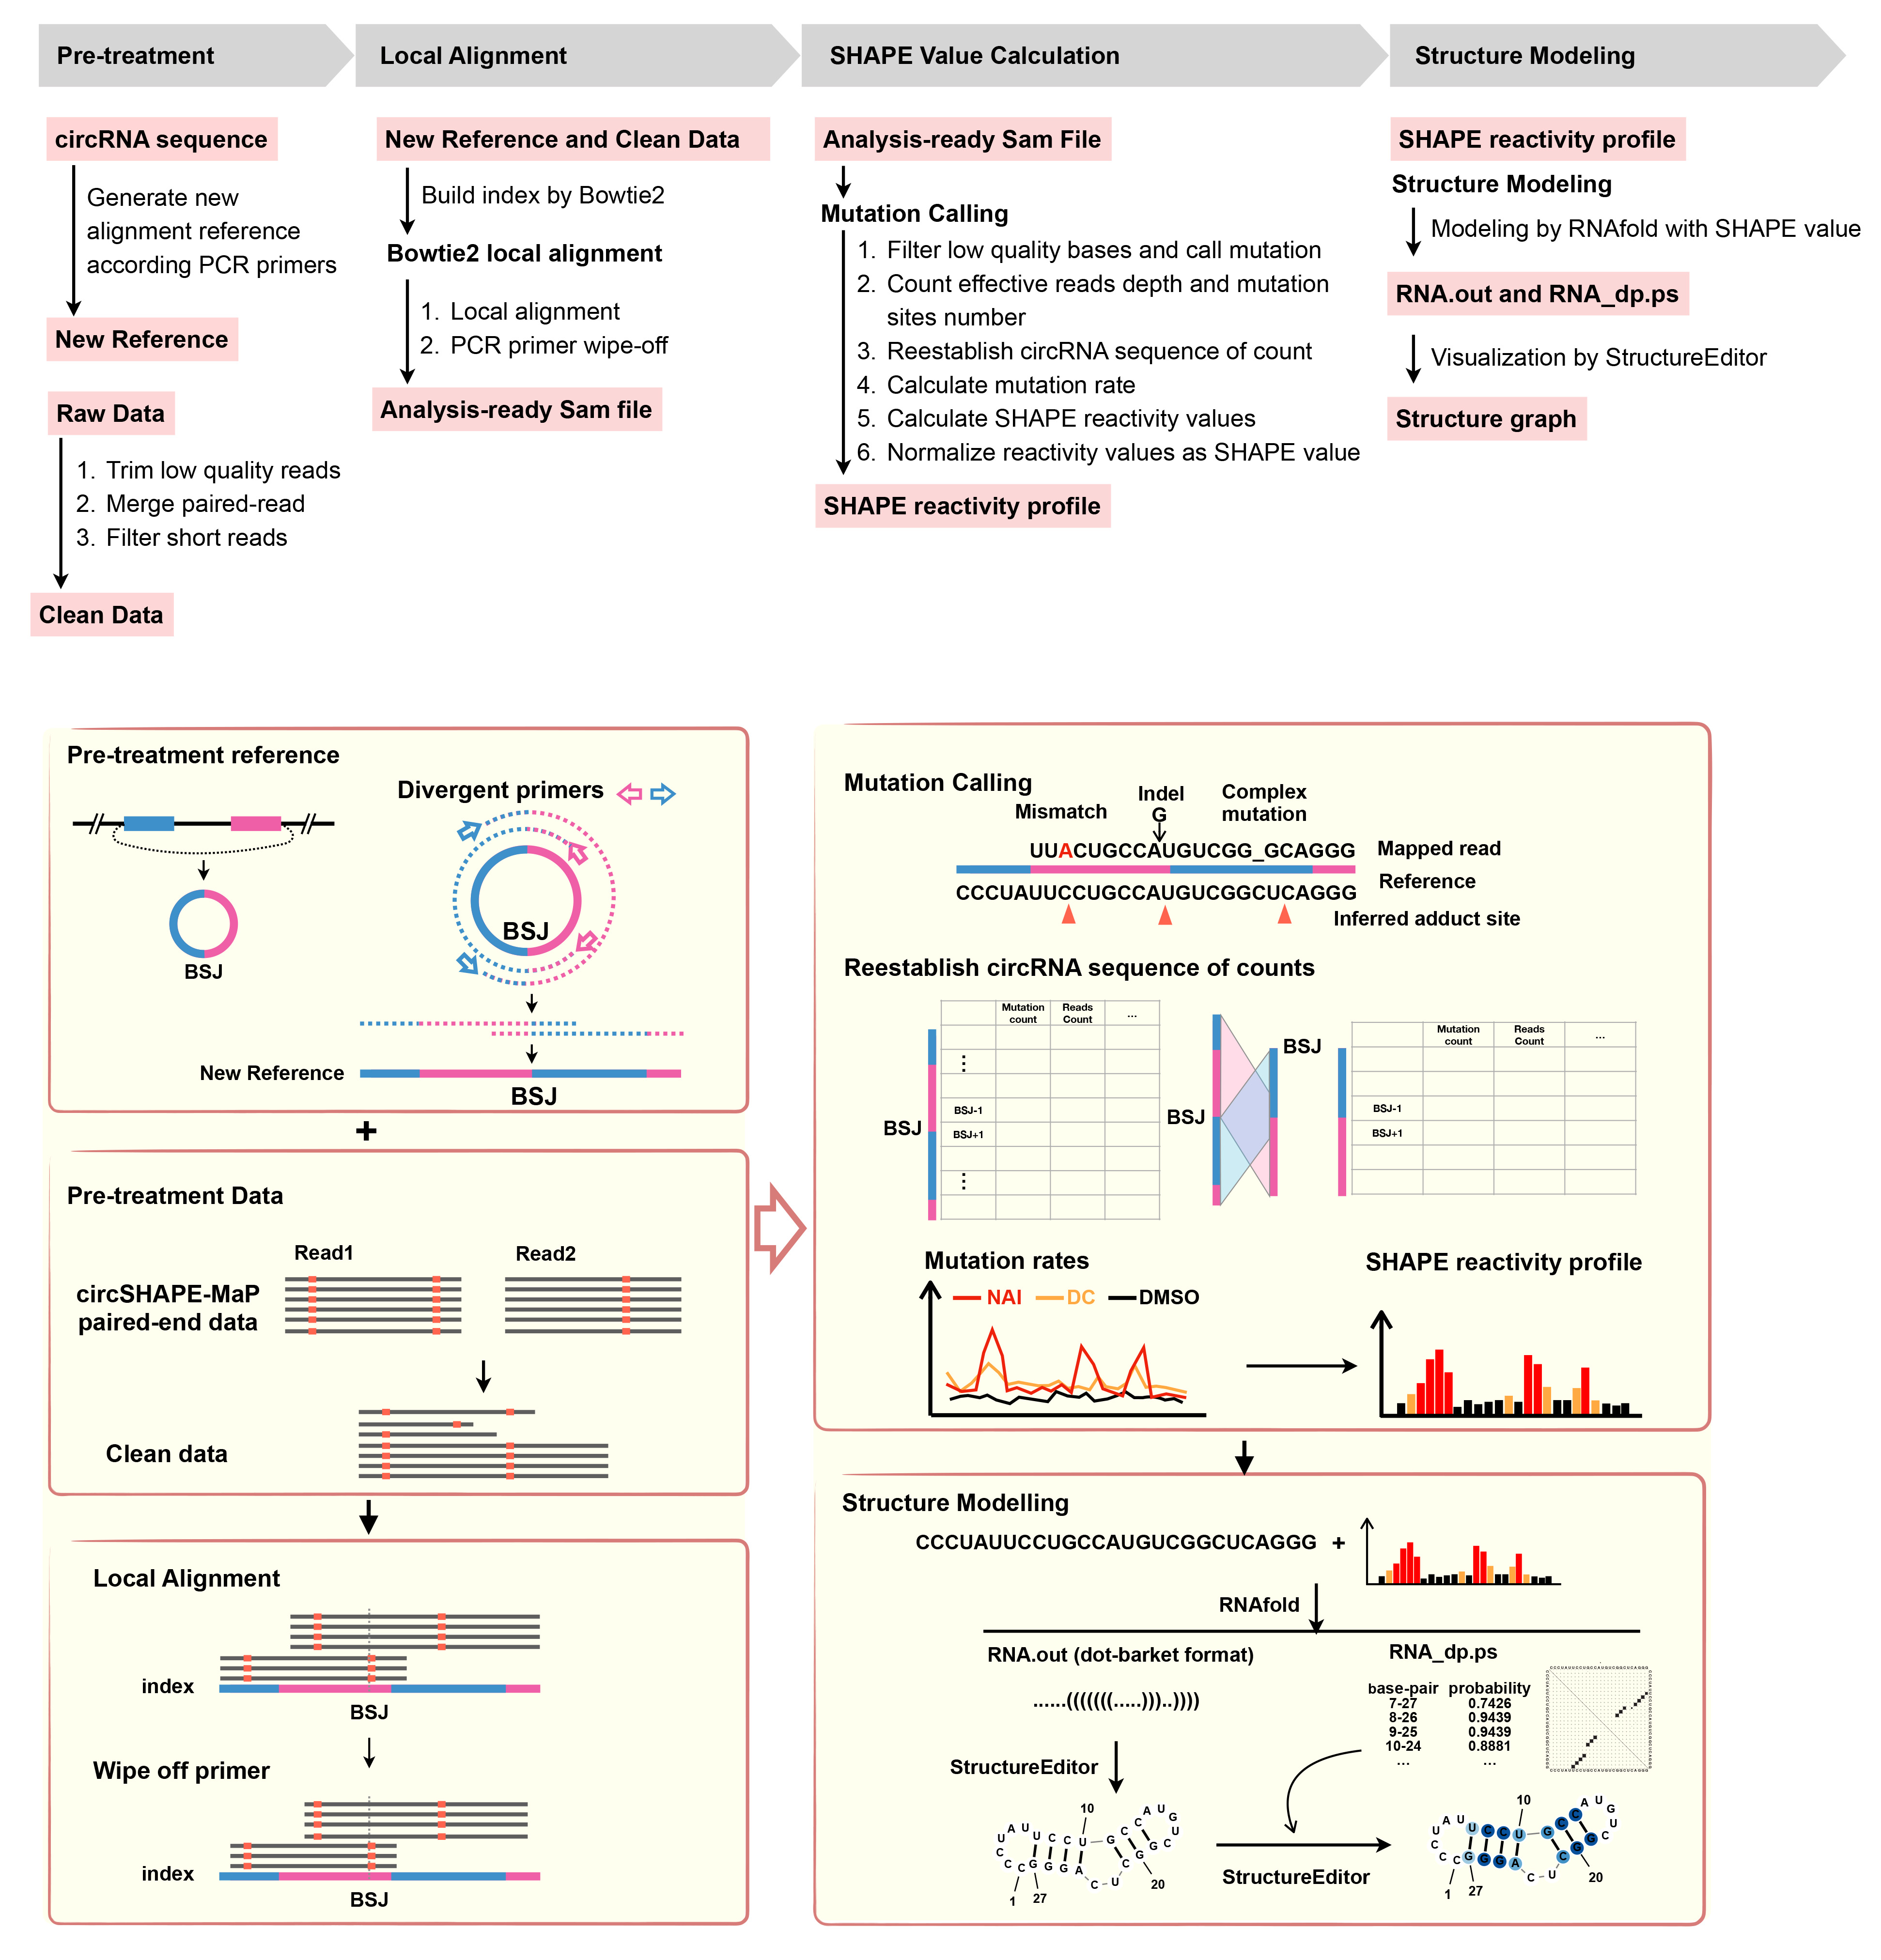 Pre-treatment
Local Alignment
SHAPE Value Calculation
Structure Modeling
circRNA sequence
Generate new
alignment reference
according PCR primers
New Reference
Raw Data
1. Trim low quality reads
2. Merge paired-read
3. Filter short reads
Clean Data
New Reference and Clean Data
Build index by Bowtie2
Bowtie2 local alignment
1. Local alignment
2. PCR primer wipe-off
Analysis-ready Sam file
Analysis-ready Sam File
Mutation Calling
1. Filter low quality bases and call mutation
2. Count effective reads depth and mutation
sites number
3. Reestablish circRNA sequence of count
4. Calculate mutation rate
5. Calculate SHAPE reactivity values
6. Normalize reactivity values as SHAPE value
SHAPE reactivity profile
SHAPE reactivity profile
Structure Modeling
Modeling by RNAfold with SHAPE value
RNA.out and RNA_dp.ps
Visualization by StructureEditor
Structure graph
Pre-treatment reference
Divergent primers
BSJ
BSJ
New Reference
BSJ
+
Pre-treatment Data
Read1
Read2
circSHAPE-MaP
paired-end data
Clean data
Local Alignment
index
BSJ
Wipe off primer
index
BSJ
Mutation Calling
Mismatch
Indel
G
Complex
mutation
UUACUGCCAUGUCGG_GCAGGG
Mapped read
Reference
CCCUAUUCCUGCCAUGUCGGCUCAGGG
Inferred adduct site
Reestablish circRNA sequence of counts
Mutation
count
Reads
Count
...
⋮
BSJ-1
BSJ+1
⋮
BSJ
BSJ
BSJ
Mutation
count
Reads
Count
...
BSJ-1
BSJ+1
Mutation rates
NAI
DC
DMSO
SHAPE reactivity profile
Structure Modelling
CCCUAUUCCUGCCAUGUCGGCUCAGGG +
RNAfold
RNA.out (dot-barket format)
......(((((((.....)))..))))
RNA_dp.ps
base-pair probability
7-27 0.7426
8-26 0.9439
9-25 0.9439
10-24 0.8881
... ...
StructureEditor
CCCUAUUCCUGCCAUGUCGGCUCAGGG
1
10
20
27
StructureEditor
CCCUAUUCCUGCCAUGUCGGCUCAGGG
1
10
20
27